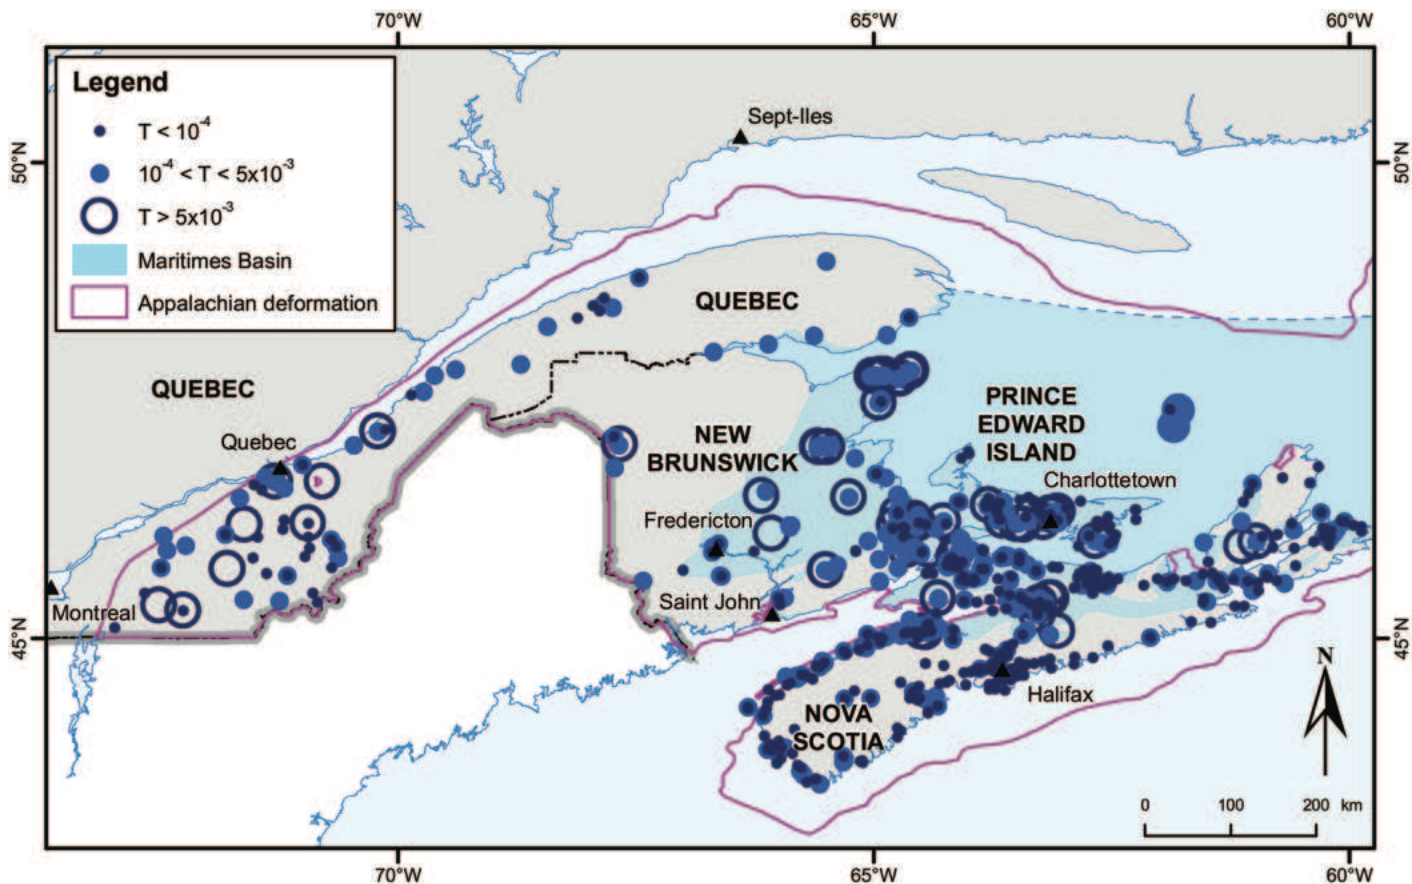 70°W
65°W
60°W
Legend
T < 10⁻⁴
10⁻⁴ < T < 5x10⁻³
T > 5x10⁻³
Maritimes Basin
Appalachian deformation
Sept-Iles
50°N
50°N
QUEBEC
QUEBEC
PRINCE
EDWARD
ISLAND
NEW
BRUNSWICK
Quebec
Charlottetown
Fredericton
Saint John
Montreal
45°N
45°N
Halifax
NOVA
SCOTIA
N
0 100 200 km
70°W
65°W
60°W